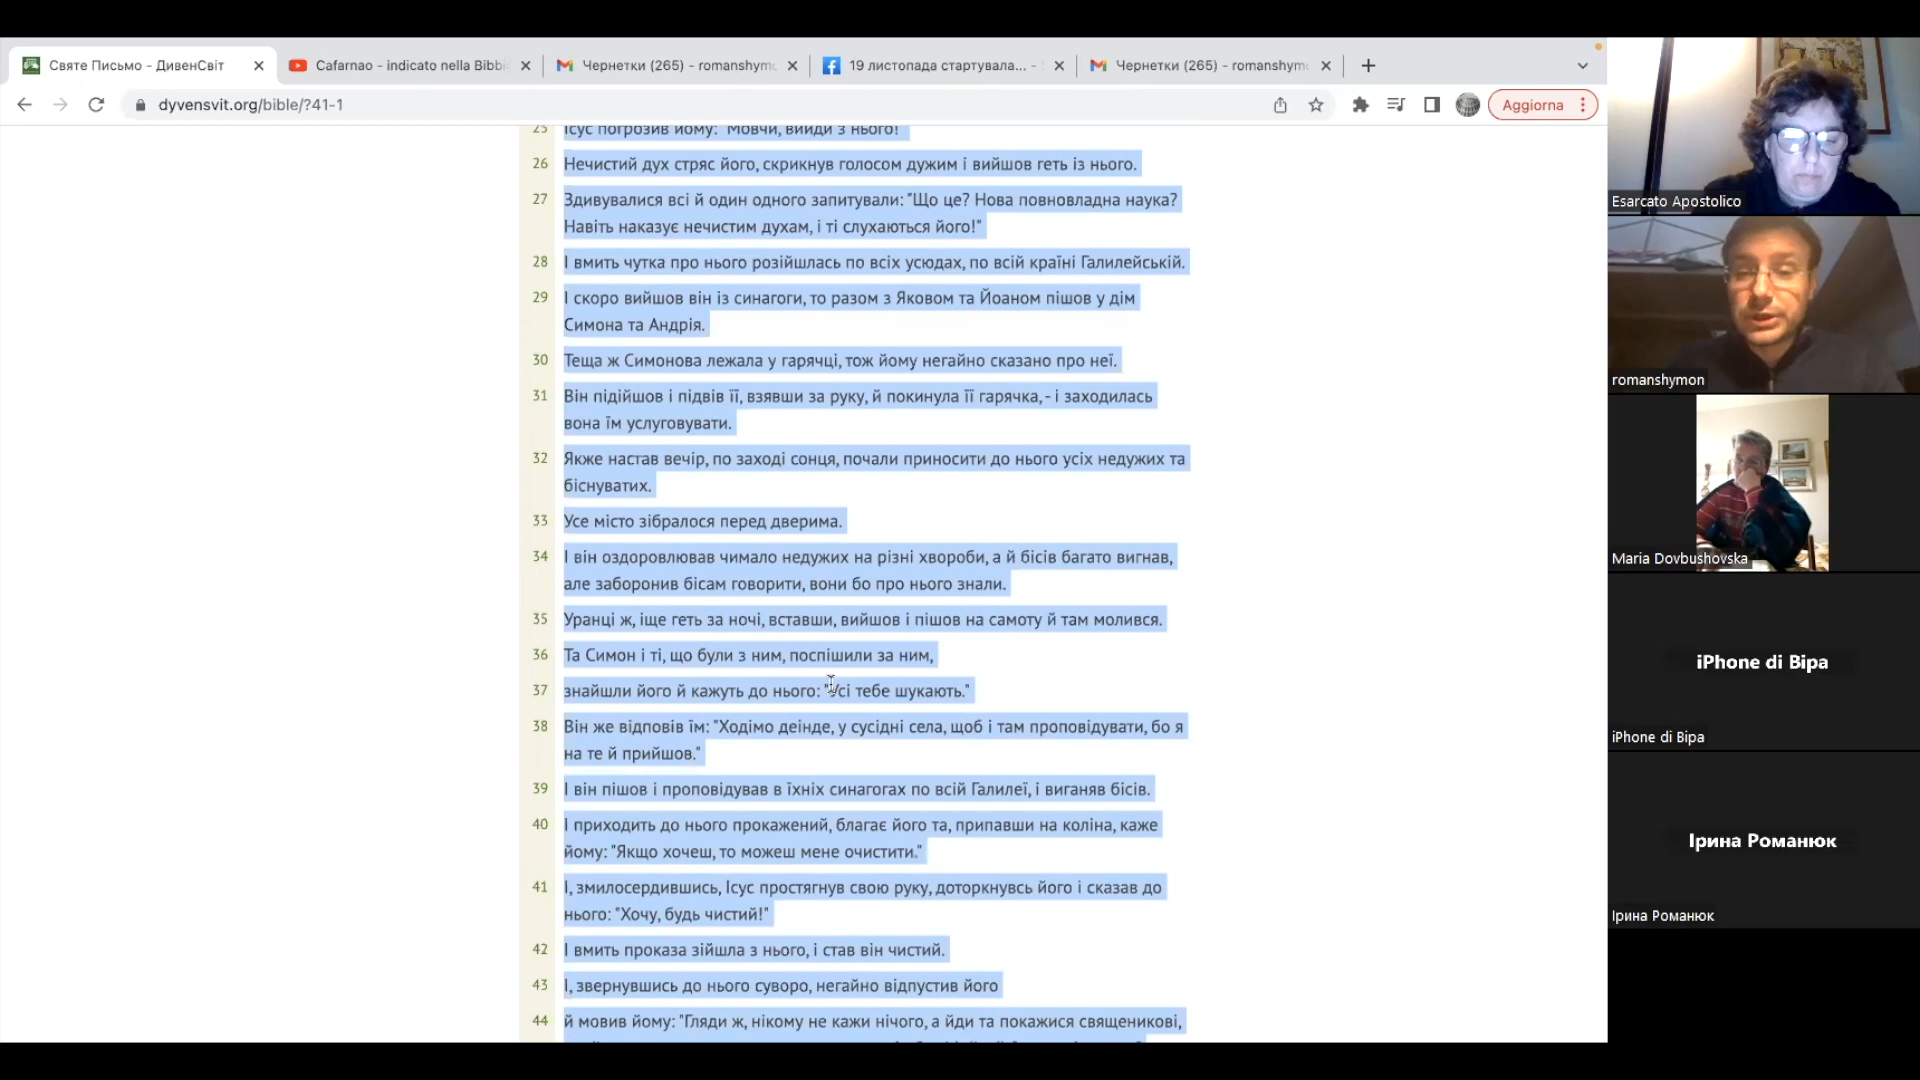 Святе Письмо - ДивенСвіт
Cafarnao - indicato nella Bibbi
Чернетки (265) - romanshymo
19 листопада стартувала... -
Чернетки (265) - romanshymo
dyvensvit.org/bible/?41-1
Aggiorna
25 Ісус погрозив йому: "Мовчи, вийди з нього!"
26 Нечистий дух стряс його, скрикнув голосом дужим і вийшов геть із нього.
27 Здивувалися всі й один одного запитували: "Що це? Нова повновладна наука?
Навіть наказує нечистим духам, і ті слухаються його!"
28 І вмить чутка про нього розійшлась по всіх усюдах, по всій країні Галилейській.
29 І скоро вийшов він із синагоги, то разом з Яковом та Йоаном пішов у дім
Симона та Андрія.
30 Теща ж Симонова лежала у гарячці, тож йому негайно сказано про неї.
31 Він підійшов і підвів її, взявши за руку, й покинула її гарячка, - і заходилась
вона їм услуговувати.
32 Якже настав вечір, по заході сонця, почали приносити до нього усіх недужих та
біснуватих.
33 Усе місто зібралося перед дверима.
34 І він оздоровлював чимало недужих на різні хвороби, а й бісів багато вигнав,
але заборонив бісам говорити, вони бо про нього знали.
35 Уранці ж, іще геть за ночі, вставши, вийшов і пішов на самоту й там молився.
36 Та Симон і ті, що були з ним, поспішили за ним,
37 знайшли його й кажуть до нього: "Усі тебе шукають."
38 Він же відповів їм: "Ходімо деінде, у сусідні села, щоб і там проповідувати, бо я
на те й прийшов."
39 І він пішов і проповідував в їхніх синагогах по всій Галилеї, і виганяв бісів.
40 І приходить до нього прокажений, благає його та, припавши на коліна, каже
йому: "Якщо хочеш, то можеш мене очистити."
41 І, змилосердившись, Ісус простягнув свою руку, доторкнувсь його і сказав до
нього: "Хочу, будь чистий!"
42 І вмить проказа зійшла з нього, і став він чистий.
43 І, звернувшись до нього суворо, негайно відпустив його
44 й мовив йому: "Гляди ж, нікому не кажи нічого, а йди та покажися священикові,
Esarcato Apostolico
romanshymon
Maria Dovbushovska
iPhone di Bipa
iPhone di Bipa
Ірина Романюк
Ірина Романюк